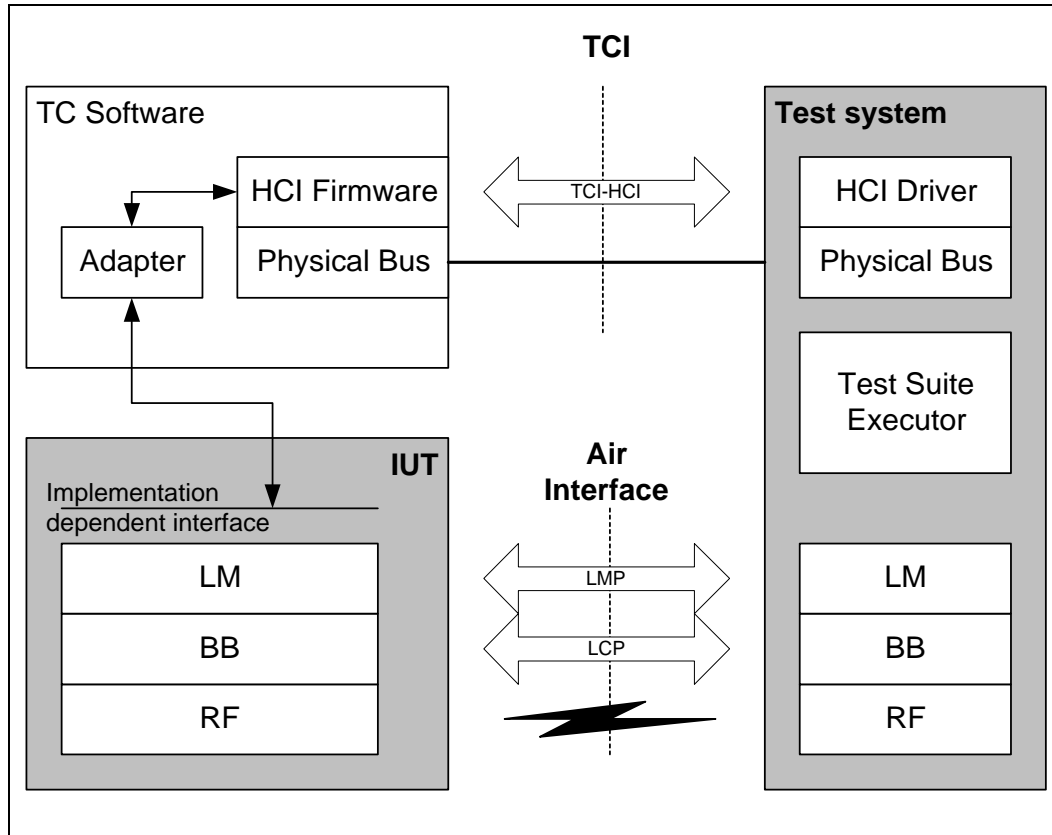 TCI
TC Software
HCI Firmware
Adapter
Physical Bus
TCI-HCI
Test system
HCI Driver
Physical Bus
Test Suite
Executor
IUT
Implementation
dependent interface
LM
BB
RF
Air
Interface
LMP
LCP
LM
BB
RF